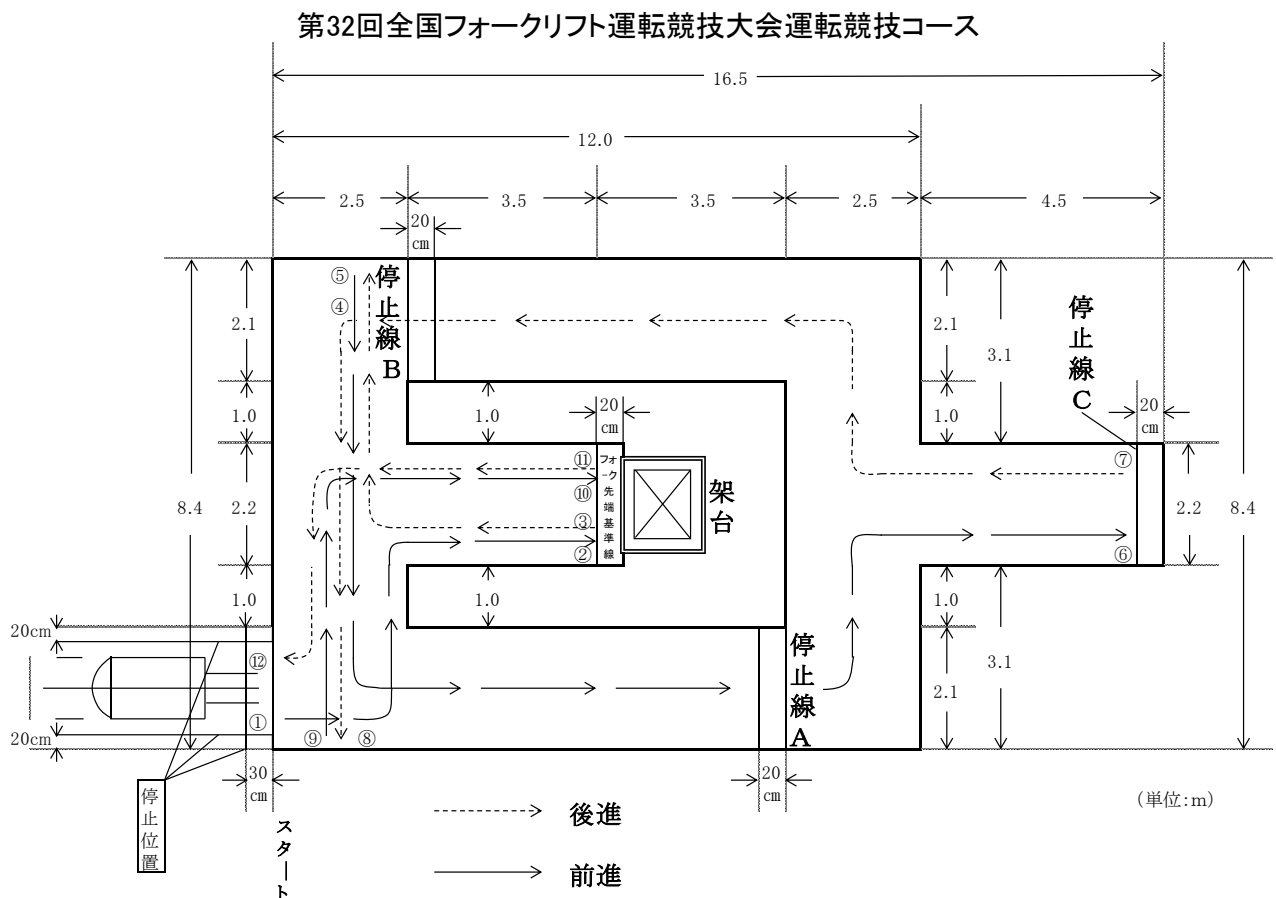 第32回全国フォークリフト運転競技大会運転競技コース
16.5
12.0
2.5
3.5
3.5
2.5
4.5
20
cm
⑤
④
停止線B
2.1
2.1
3.1
停止線C
20
cm
1.0
1.0
20
cm
1.0
⑪
⑩
③
②
フォーク先端基準線
架台
⑦
⑥
8.4
2.2
2.2
8.4
1.0
1.0
1.0
20cm
⑫
①
停止線A
3.1
2.1
20cm
⑨
⑧
30
cm
20
cm
停止位置
スタート
後進
前進
(単位:m)